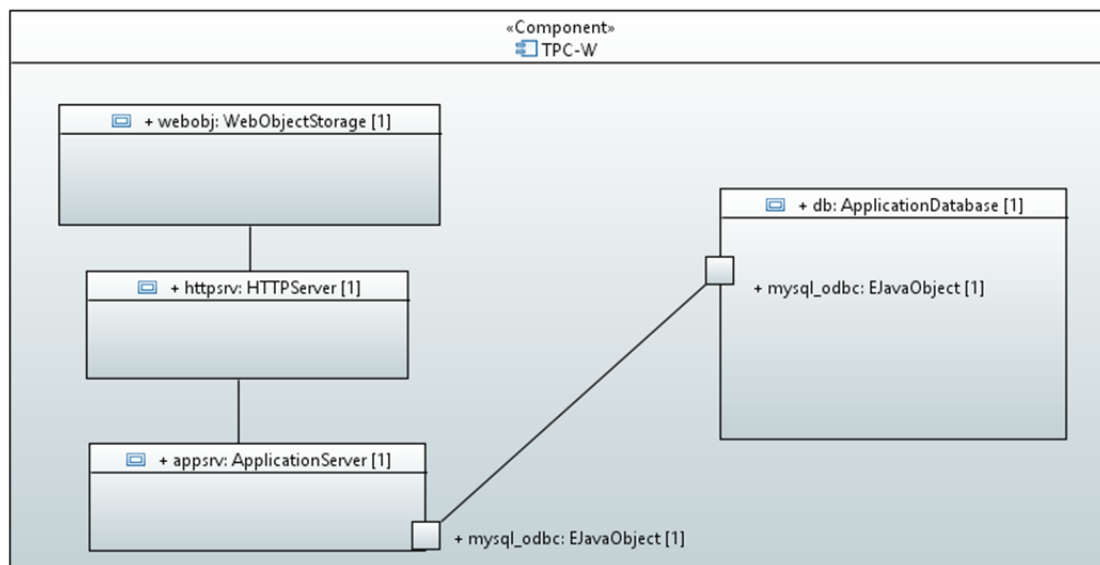 «Component»
TPC-W
+ webobj: WebObjectStorage [1]
+ db: ApplicationDatabase [1]
+ httpsrv: HTTPServer [1]
+ mysql_odbc: EJavaObject [1]
+ appsrv: ApplicationServer [1]
+ mysql_odbc: EJavaObject [1]